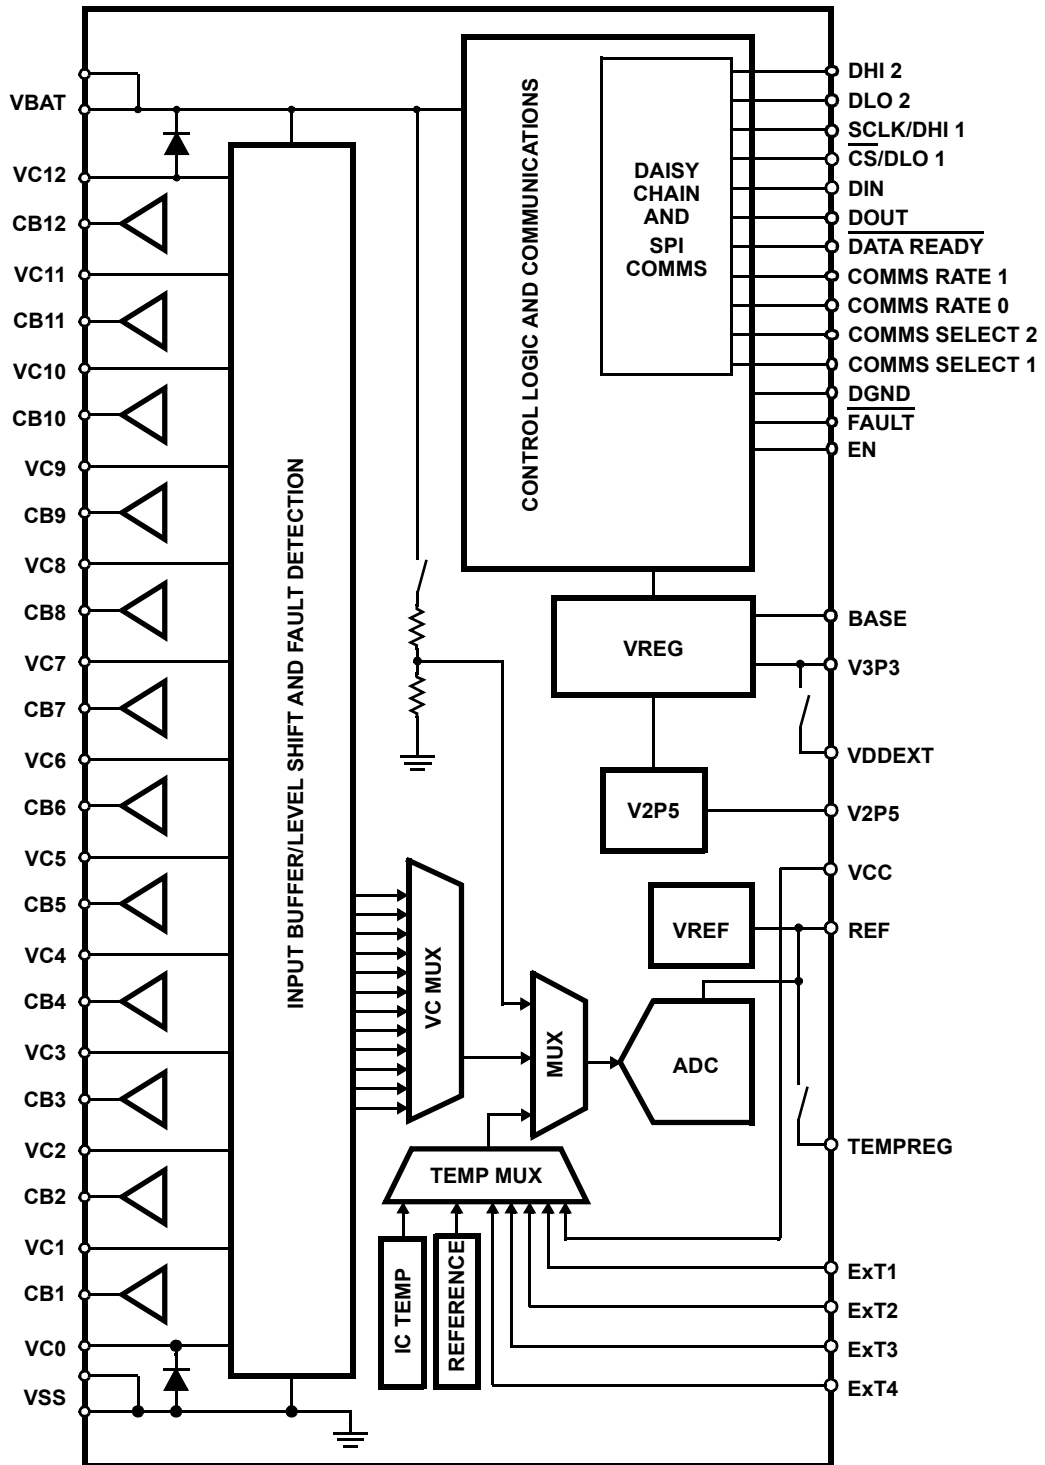 VBAT
VC12
CB12
VC11
CB11
VC10
CB10
VC9
CB9
VC8
CB8
VC7
CB7
VC6
CB6
VC5
CB5
VC4
CB4
VC3
CB3
VC2
CB2
VC1
CB1
VC0
VSS
INPUT BUFFER/LEVEL SHIFT AND FAULT DETECTION
CONTROL LOGIC AND COMMUNICATIONS
DAISY
CHAIN
AND
SPI
COMMS
VREG
V2P5
VREF
VC MUX
MUX
ADC
TEMP MUX
IC TEMP
REFERENCE
DHI 2
DLO 2
SCLK/DHI 1
CS/DLO 1
DIN
DOUT
DATA READY
COMMS RATE 1
COMMS RATE 0
COMMS SELECT 2
COMMS SELECT 1
DGND
FAULT
EN
BASE
V3P3
VDDEXT
V2P5
VCC
REF
TEMPREG
ExT1
ExT2
ExT3
ExT4